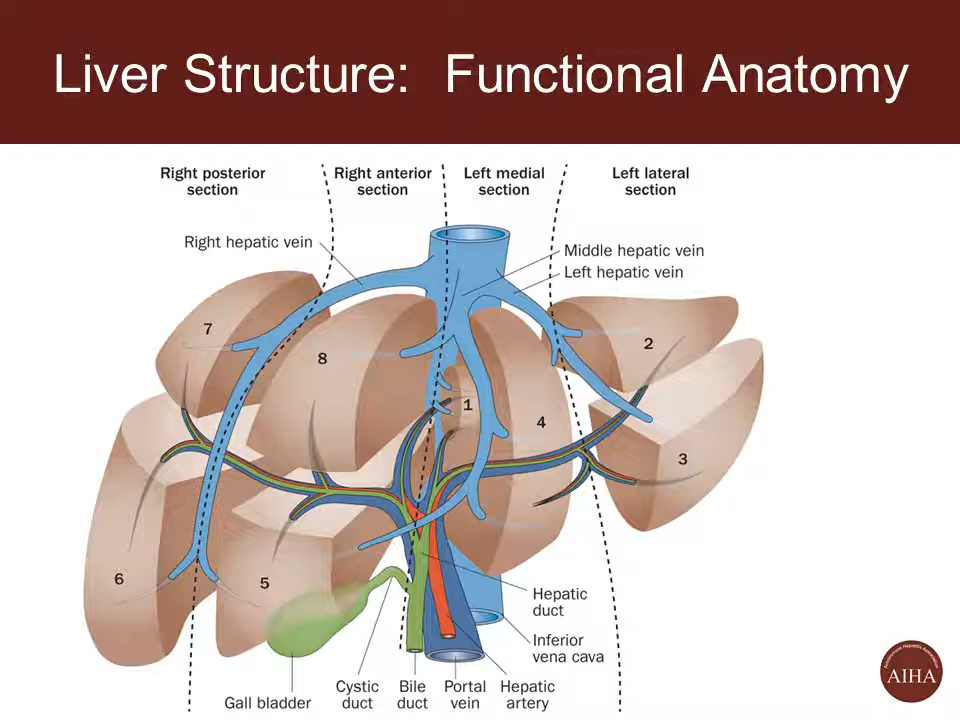 Liver Structure:  Functional Anatomy
Right posterior
section
Right anterior
section
Left medial
section
Left lateral
section
Right hepatic vein
Middle hepatic vein
Left hepatic vein
7
8
2
1
4
3
6
5
Hepatic
duct
Inferior
vena cava
Gall bladder
Cystic
duct
Bile
duct
Portal
vein
Hepatic
artery
AIHA